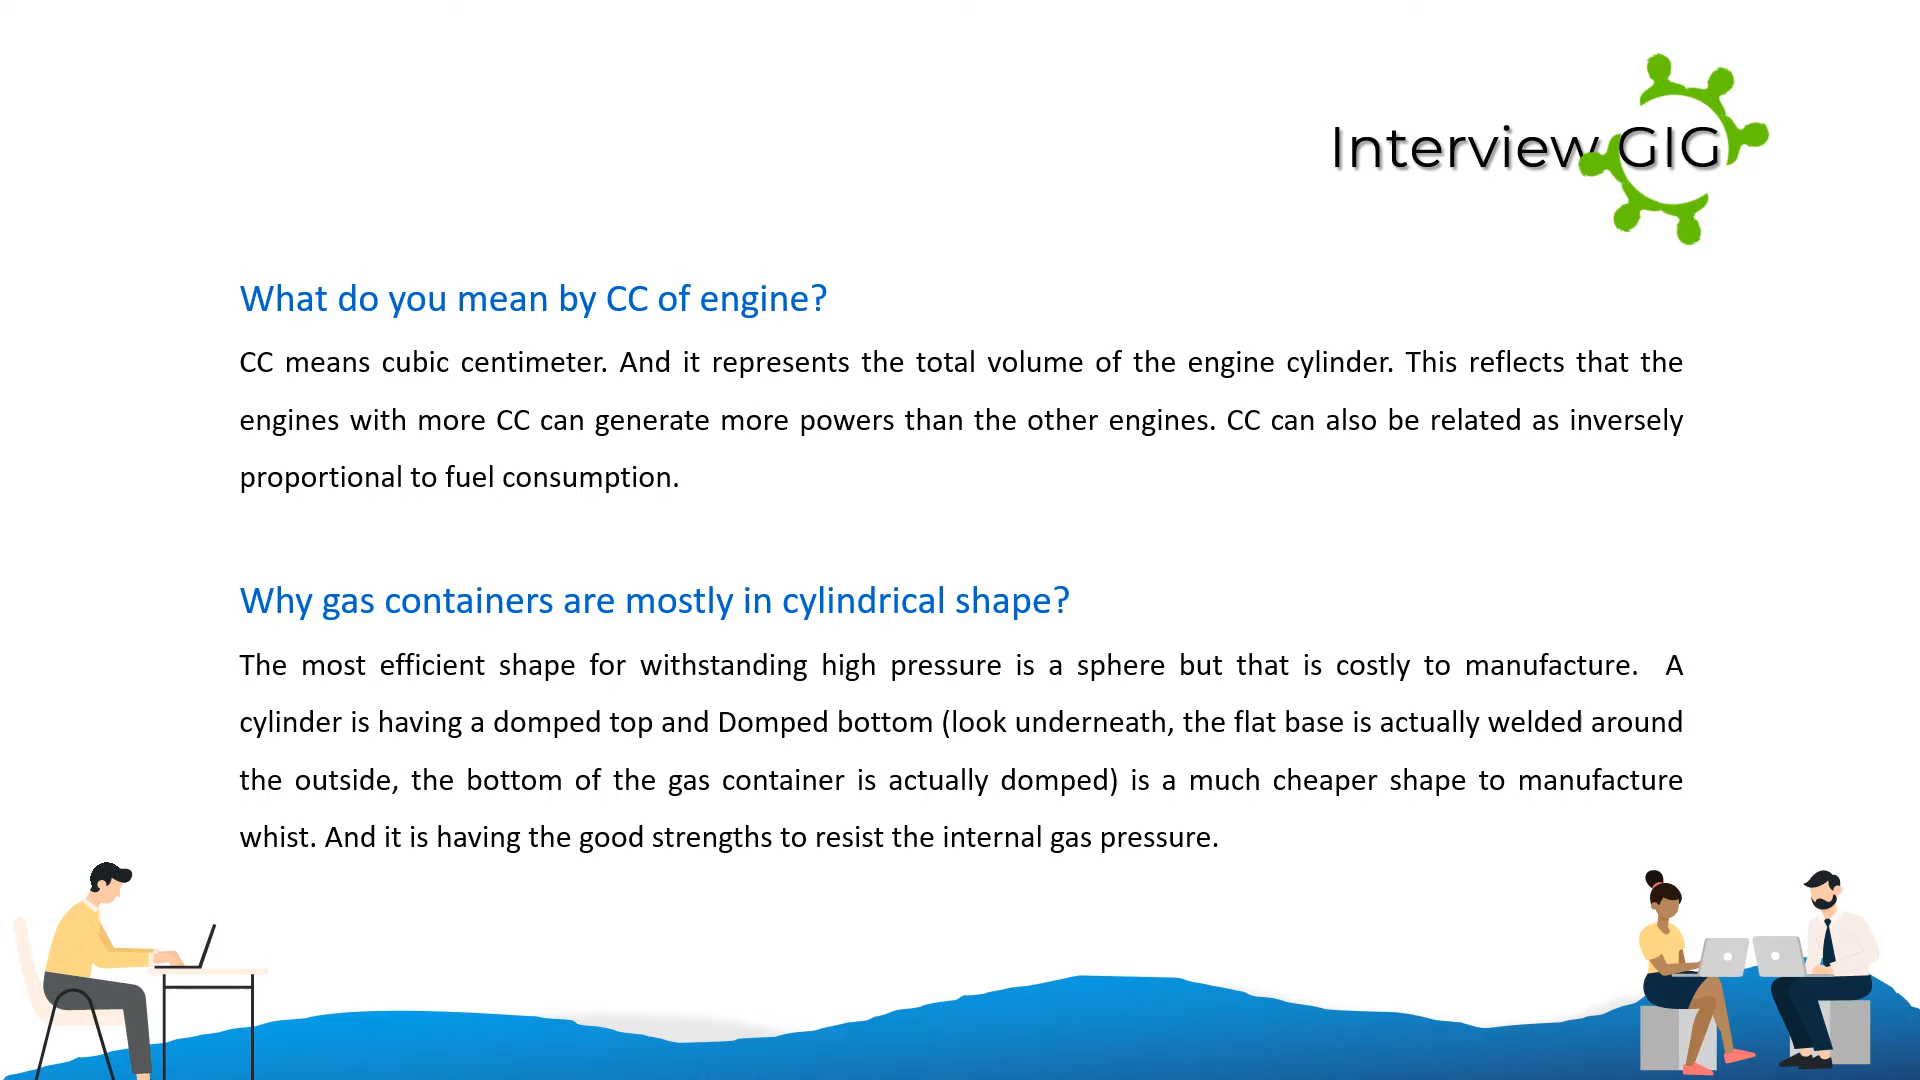 Interview GIG
What do you mean by CC of engine?
CC means cubic centimeter. And it represents the total volume of the engine cylinder. This reflects that the
engines with more CC can generate more powers than the other engines. CC can also be related as inversely
proportional to fuel consumption.
Why gas containers are mostly in cylindrical shape?
The most efficient shape for withstanding high pressure is a sphere but that is costly to manufacture. A
cylinder is having a domped top and Domped bottom (look underneath, the flat base is actually welded around
the outside, the bottom of the gas container is actually domped) is a much cheaper shape to manufacture
whist. And it is having the good strengths to resist the internal gas pressure.